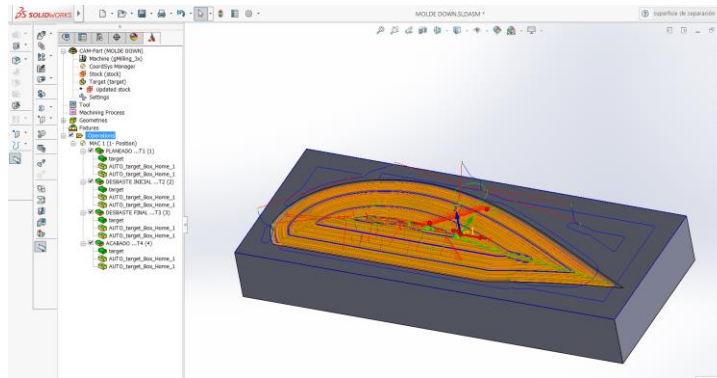 SOLIDWORKS
MOLDE DOWN.SLDASM *
superficie de separación
CAM-Part (MOLDE DOWN)
Machine (gMilling_3x)
CoordSys Manager
Stock (stock)
Target (target)
Updated stock
Settings
Tool
Machining Process
Geometries
Fixtures
Operations
MAC 1 (1- Position)
PLANEADO ...T1 (1)
target
AUTO_target_Box_Home_1
AUTO_target_Box_Home_1
DESBASTE INICIAL ...T2 (2)
target
AUTO_target_Box_Home_1
AUTO_target_Box_Home_1
DESBASTE FINAL ...T3 (3)
target
AUTO_target_Box_Home_1
AUTO_target_Box_Home_1
ACABADO ...T4 (4)
target
AUTO_target_Box_Home_1
AUTO_target_Box_Home_1